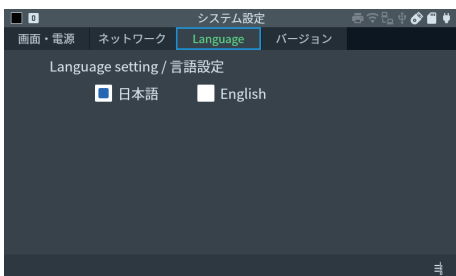 0 システム設定
画面・電源 ネットワーク Language バージョン
Language setting / 言語設定
日本語 English